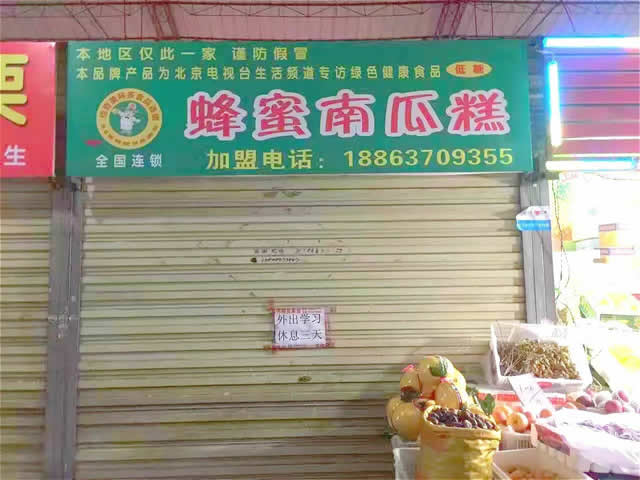 本地区仅此一家 谨防假冒
本品牌产品为北京电视台生活频道专访绿色健康食品 低糖
蜂蜜南瓜糕
全国连锁
加盟电话：18863709355
生
外出学习
休息三天